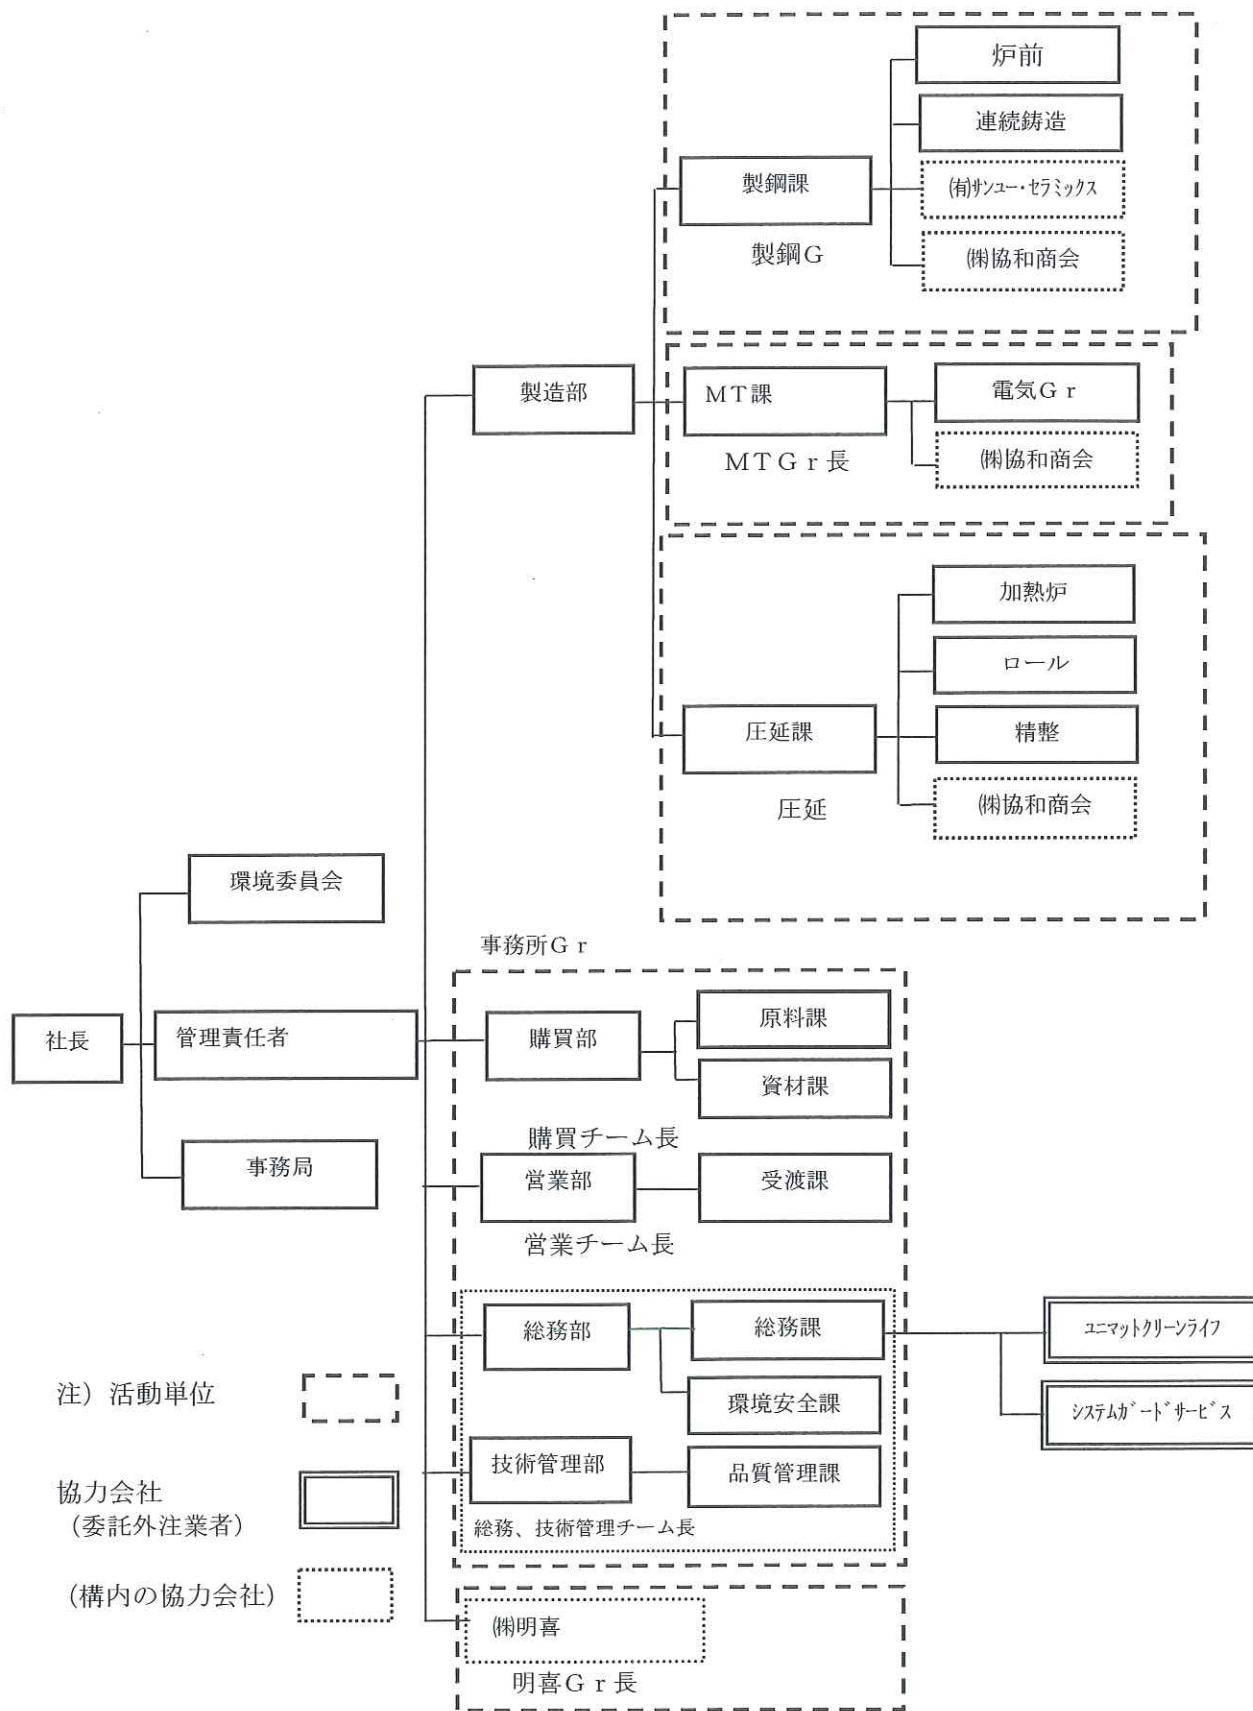 炉前
連続鋳造
製鋼課
㈲サンユー・セラミックス
製鋼G
㈱協和商会
製造部
MT課
電気Gr
MTGr長
㈱協和商会
加熱炉
ロール
圧延課
精整
圧延
㈱協和商会
環境委員会
事務所Gr
社長
管理責任者
購買部
原料課
資材課
購買チーム長
事務局
営業部
受渡課
営業チーム長
総務部
総務課
ユニマットクリーンライフ
環境安全課
システムガードサービス
技術管理部
品質管理課
総務、技術管理チーム長
注）活動単位
協力会社
（委託外注業者）
（構内の協力会社）
㈱明喜
明喜Gr長